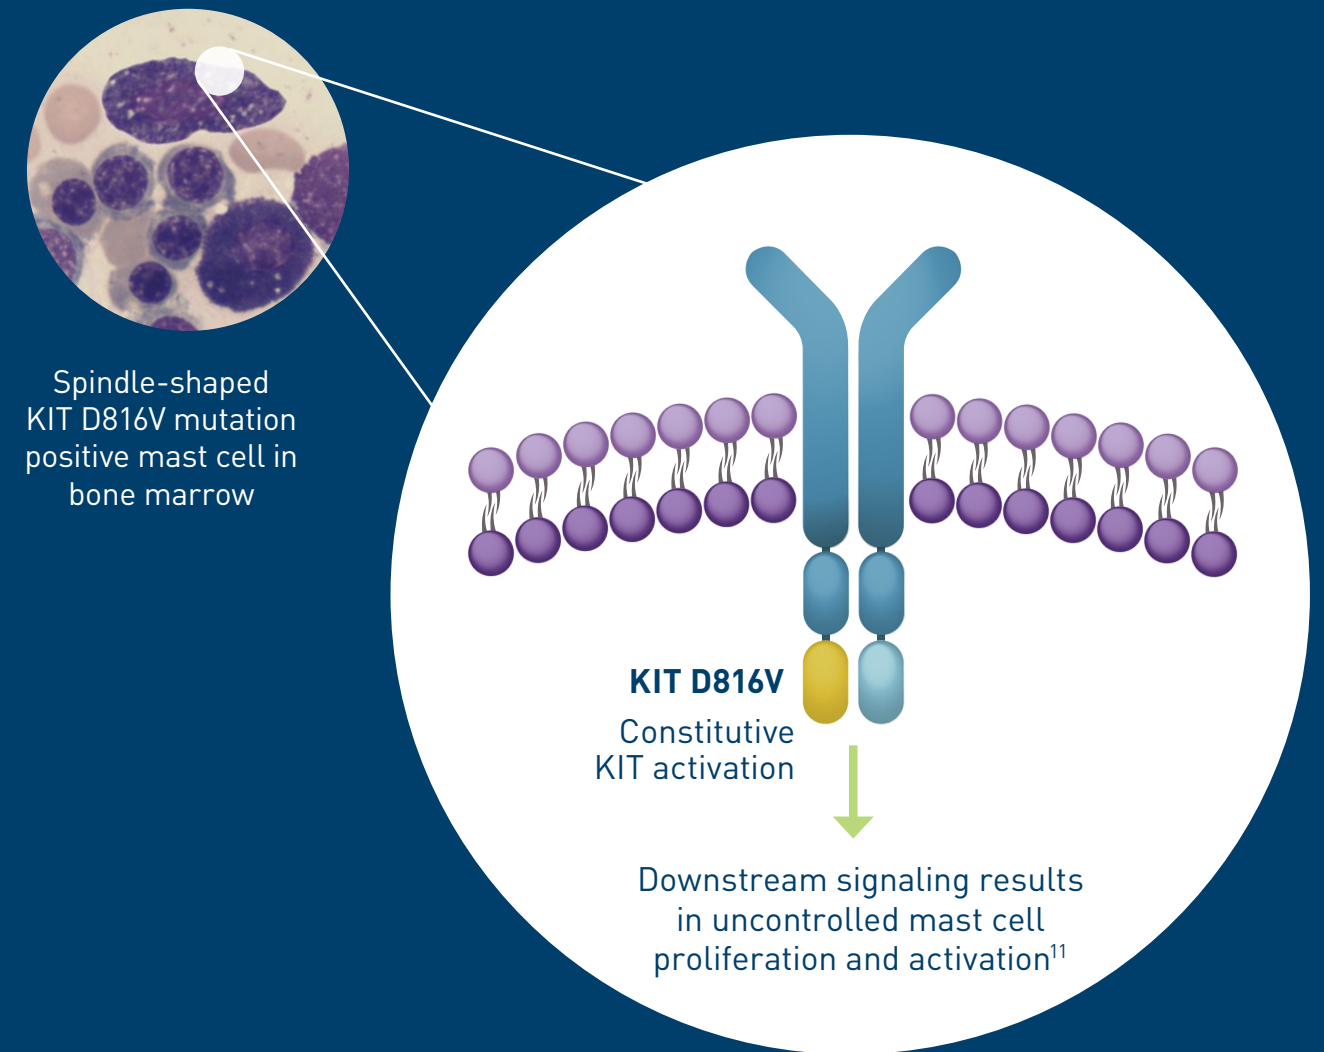 Spindle-shaped
KIT D816V mutation
positive mast cell in
bone marrow
KIT D816V
Constitutive
KIT activation
Downstream signaling results
in uncontrolled mast cell
proliferation and activation11